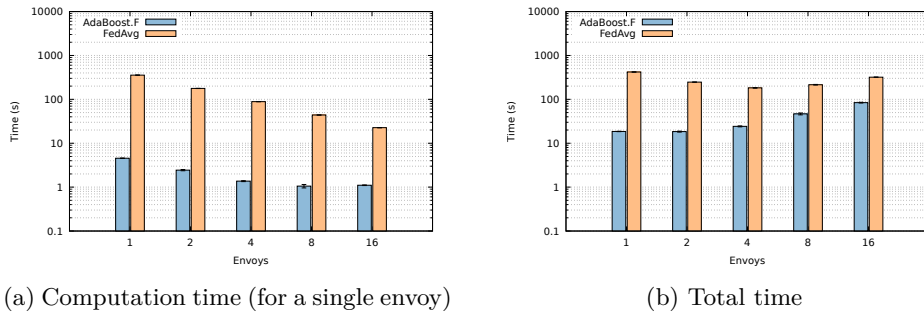 AdaBoost.F
FedAvg
10000
1000
100
10
1
0.1
Time (s)
1 2 4 8 16
Envoys
(a) Computation time (for a single envoy)
AdaBoost.F
FedAvg
10000
1000
100
10
1
0.1
Time (s)
1 2 4 8 16
Envoys
(b) Total time